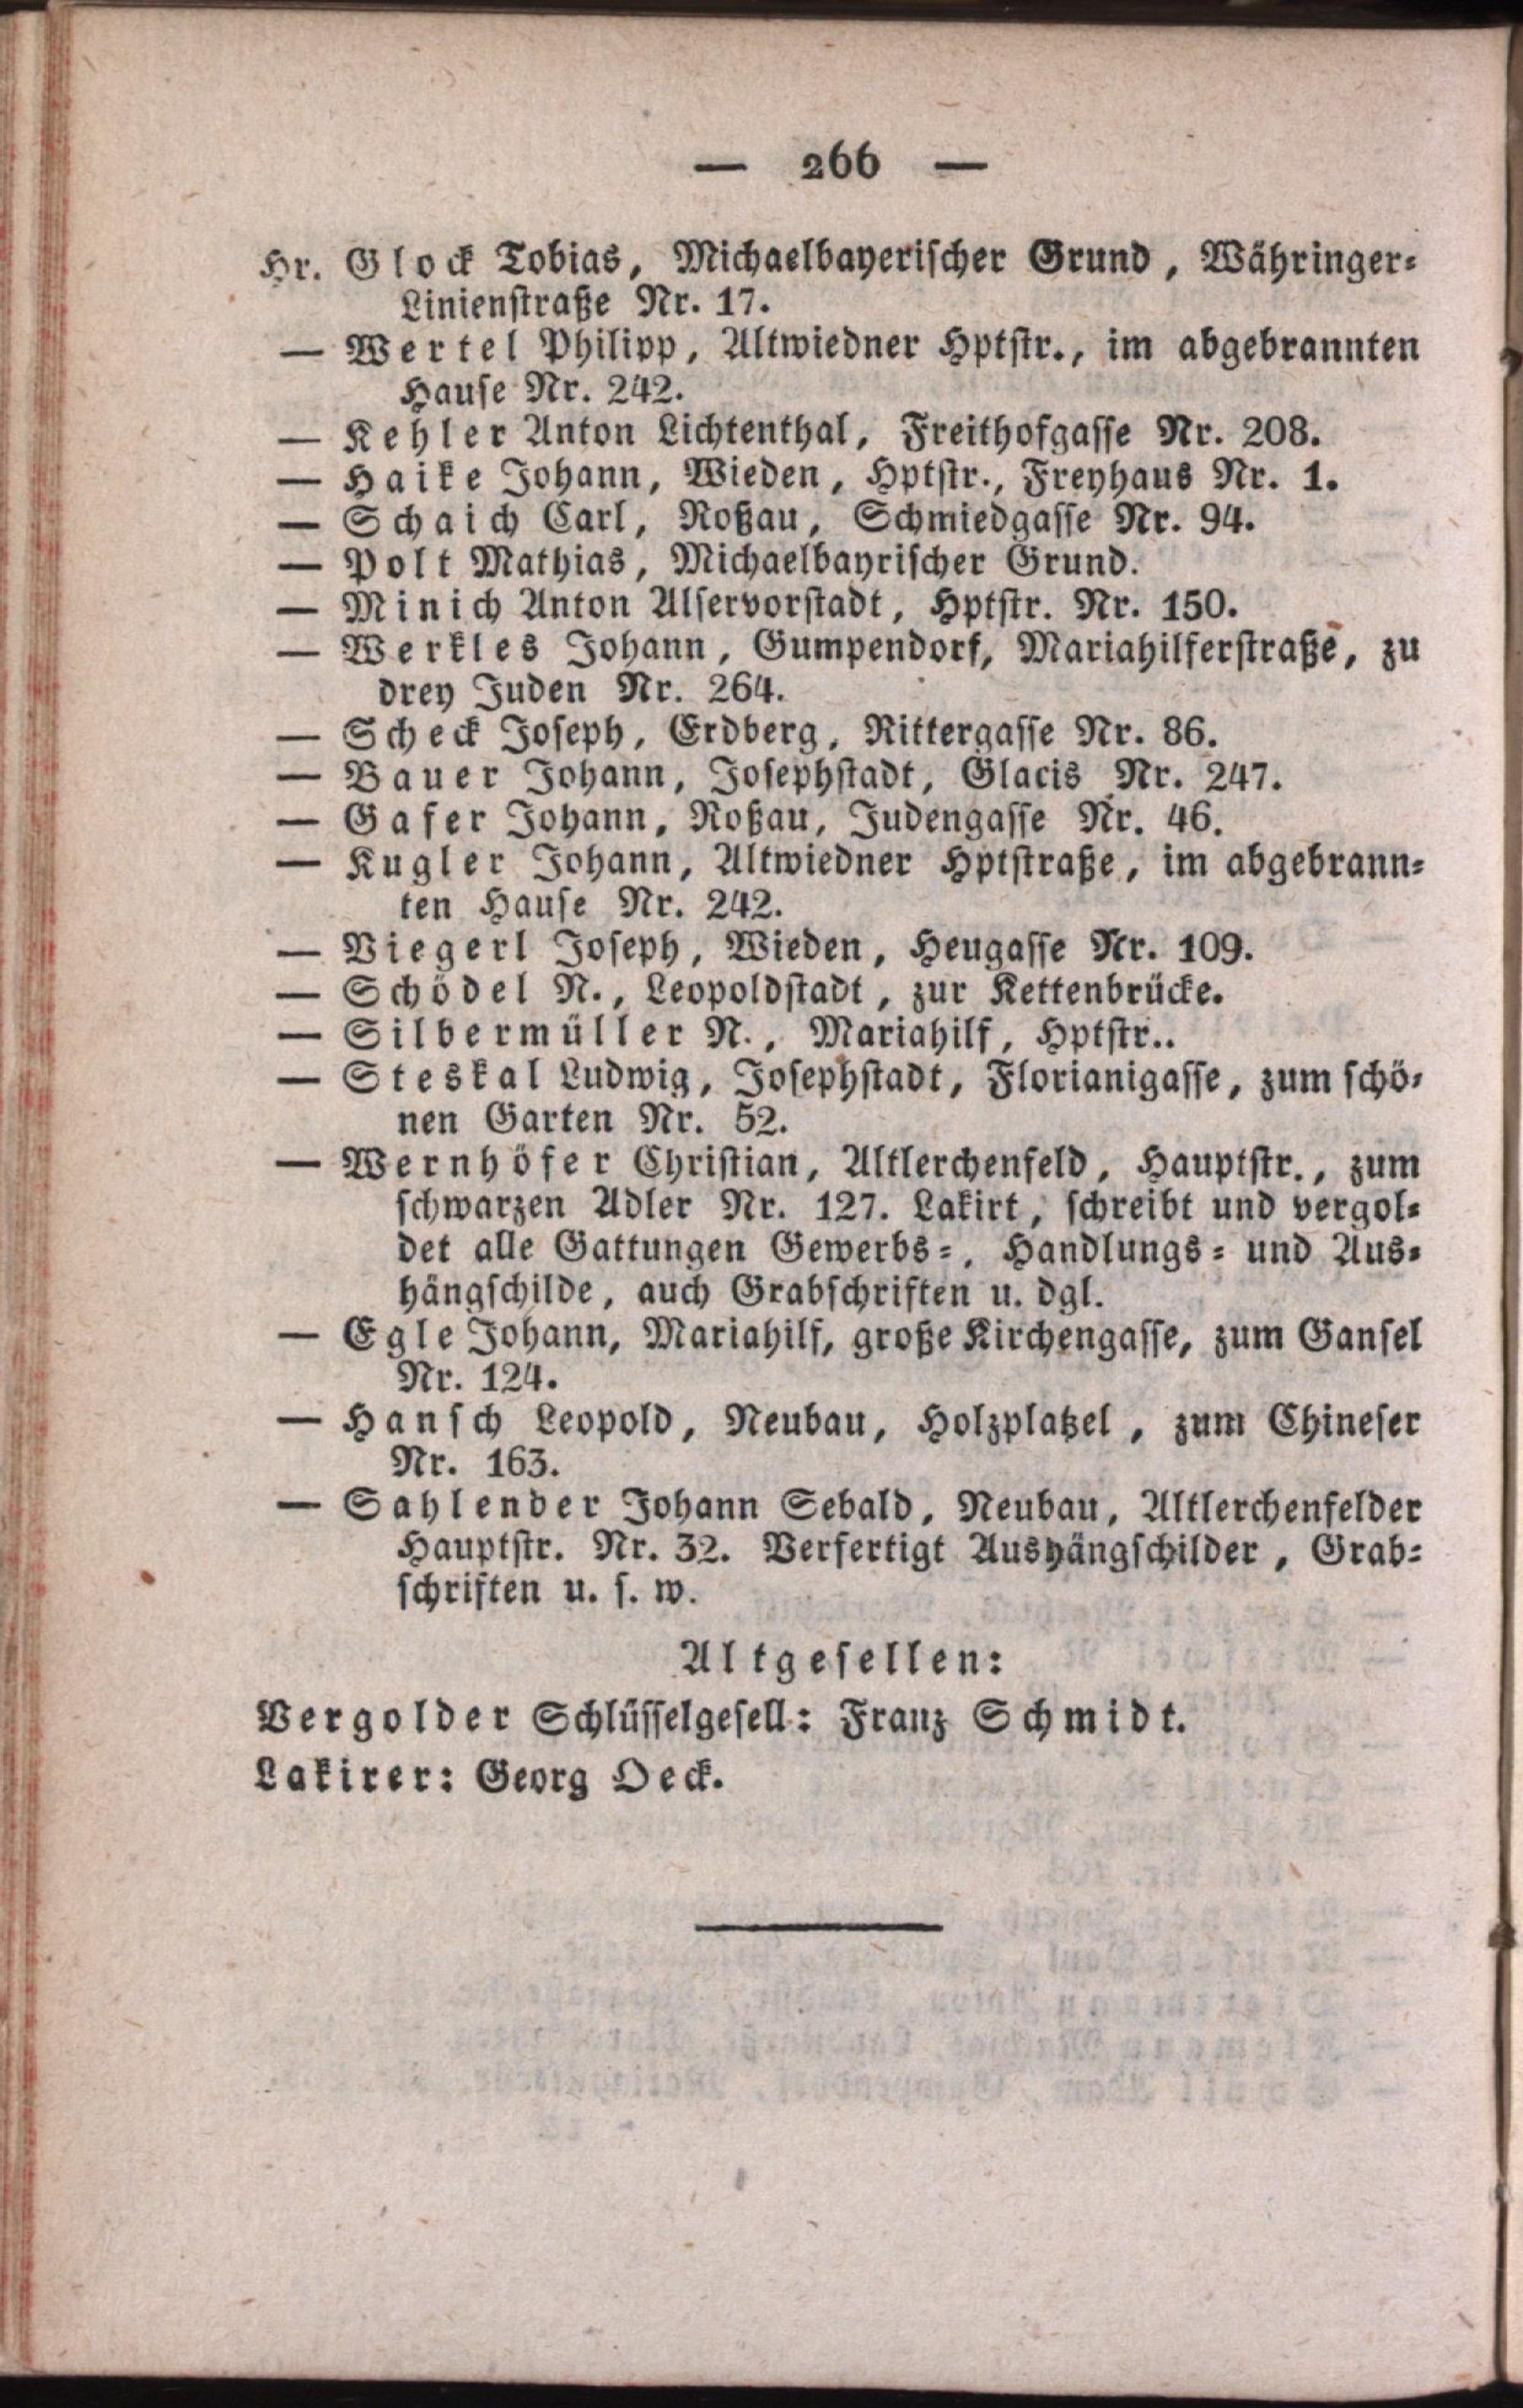 — 266 —
Hr. Glock Tobias, Michaelbayerischer Grund, Währinger-
Linienstraße Nr. 17.
— Wertel Philipp, Altwiedner Hptstr., im abgebrannten
Hause Nr. 242.
— Kehler Anton Lichtenthal, Freithofgasse Nr. 208.
— Haike Johann, Wieden, Hptstr., Freyhaus Nr. 1.
— Schaich Carl, Roßau, Schmiedgasse Nr. 94.
— Polt Mathias, Michaelbayrischer Grund.
— Minich Anton Alservorstadt, Hptstr. Nr. 150.
— Werkles Johann, Gumpendorf, Mariahilferstraße, zu
drey Juden Nr. 264.
— Scheck Joseph, Erdberg, Rittergasse Nr. 86.
— Bauer Johann, Josephstadt, Glacis Nr. 247.
— Gafer Johann, Roßau, Judengasse Nr. 46.
— Kugler Johann, Altwiedner Hptstraße, im abgebrann-
ten Hause Nr. 242.
— Viegerl Joseph, Wieden, Heugasse Nr. 109.
— Schödel N., Leopoldstadt, zur Kettenbrücke.
— Silbermüller N., Mariahilf, Hptstr..
— Steskal Ludwig, Josephstadt, Florianigasse, zum schö-
nen Garten Nr. 52.
— Wernhöfer Christian, Altlerchenfeld, Hauptstr., zum
schwarzen Adler Nr. 127. Lakirt, schreibt und vergol-
det alle Gattungen Gewerbs-, Handlungs- und Aus-
hängschilde, auch Grabschriften u. dgl.
— Egle Johann, Mariahilf, große Kirchengasse, zum Gansel
Nr. 124.
— Hansch Leopold, Neubau, Holzplatzel, zum Chineser
Nr. 163.
— Sahlender Johann Sebald, Neubau, Altlerchenfelder
Hauptstr. Nr. 32. Verfertigt Aushängschilder, Grab-
schriften u. s. w.
Altgesellen:
Vergolder Schlüsselgesell: Franz Schmidt.
Lakirer: Georg Oeck.